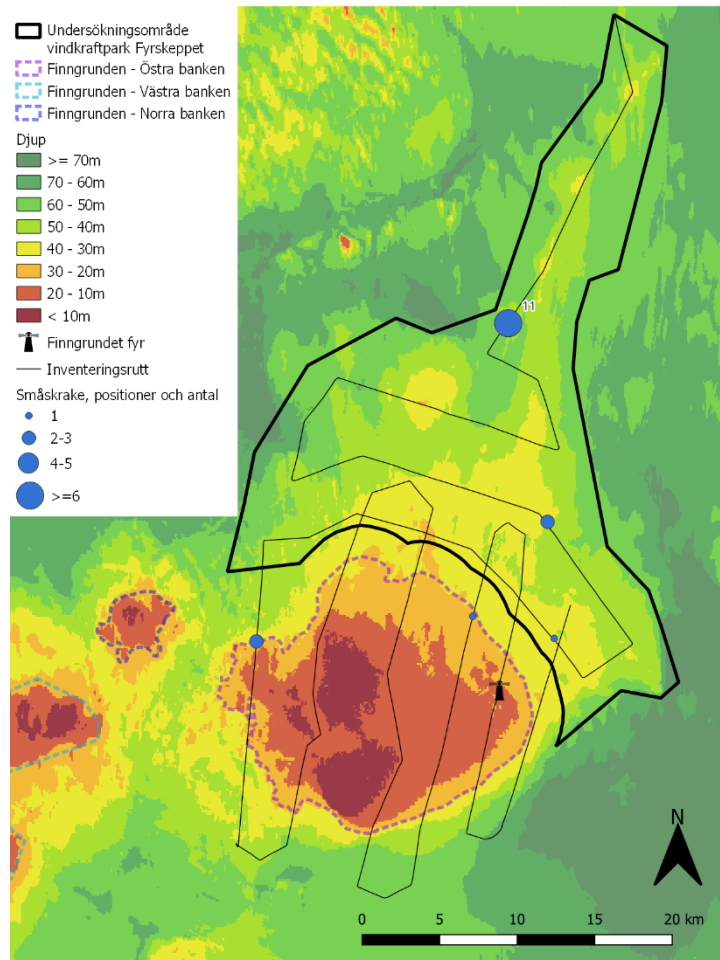 Undersökningsområde
vindkraftpark Fyrskeppet
Finngrunden - Östra banken
Finngrunden - Västra banken
Finngrunden - Norra banken
Djup
>= 70m
70 - 60m
60 - 50m
50 - 40m
40 - 30m
30 - 20m
20 - 10m
< 10m
Finngrundet fyr
Inventeringsrutt
Småskrake, positioner och antal
1
2-3
4-5
>=6
11
N
0 5 10 15 20 km